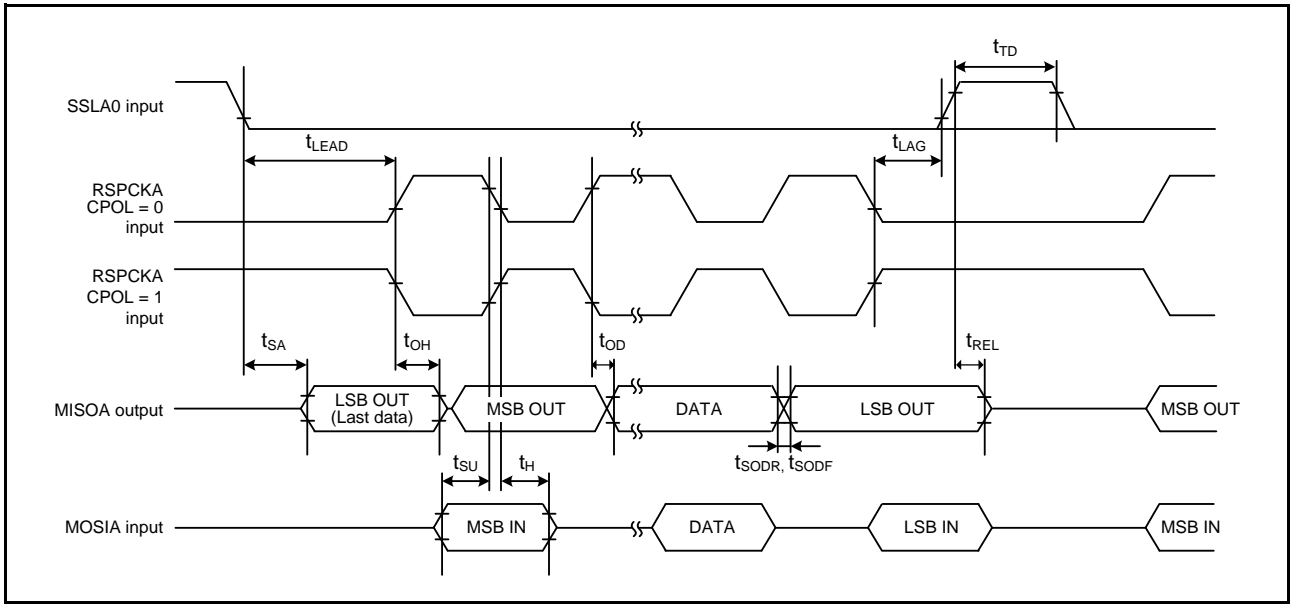 tTD
SSLA0 input
tLEAD
tLAG
RSPCKA
CPOL = 0
input
RSPCKA
CPOL = 1
input
tSA
tOH
tOD
tREL
MISOA output
LSB OUT
(Last data)
MSB OUT
DATA
LSB OUT
MSB OUT
tSU
tH
tSODR, tSODF
MOSIA input
MSB IN
DATA
LSB IN
MSB IN